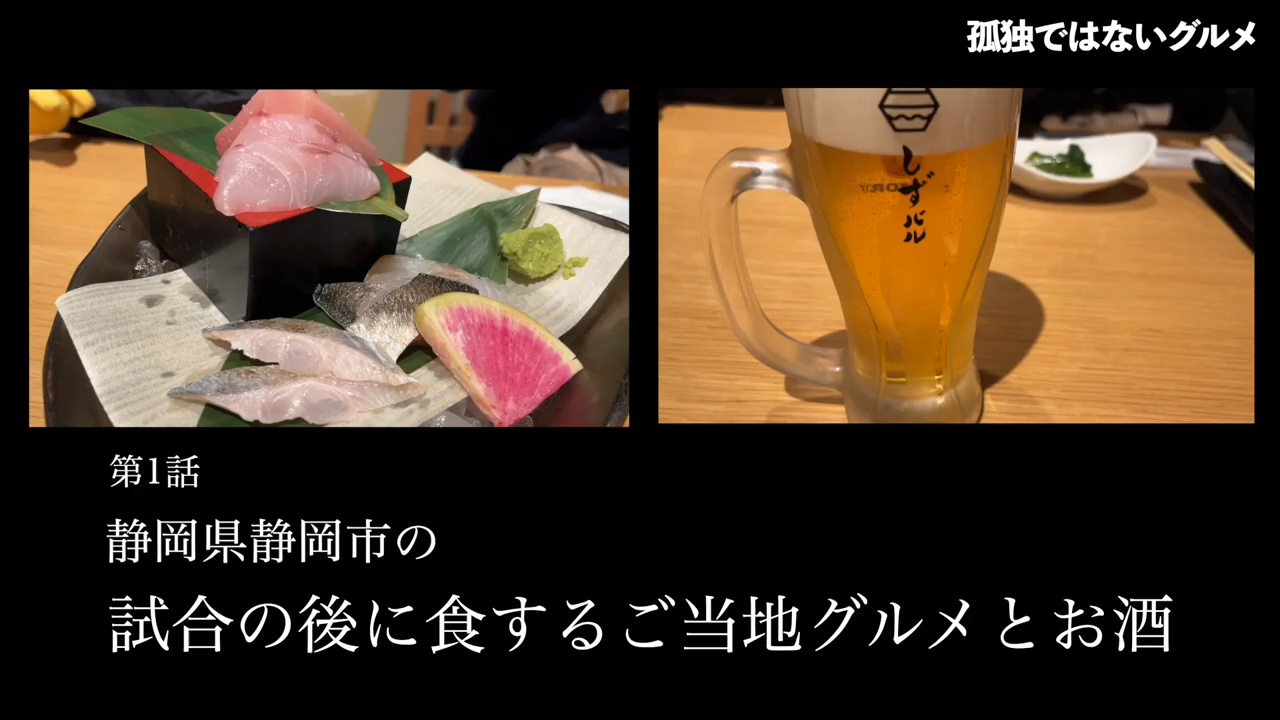 孤独ではないグルメ
しずバル
第1話
静岡県静岡市の
試合の後に食するご当地グルメとお酒